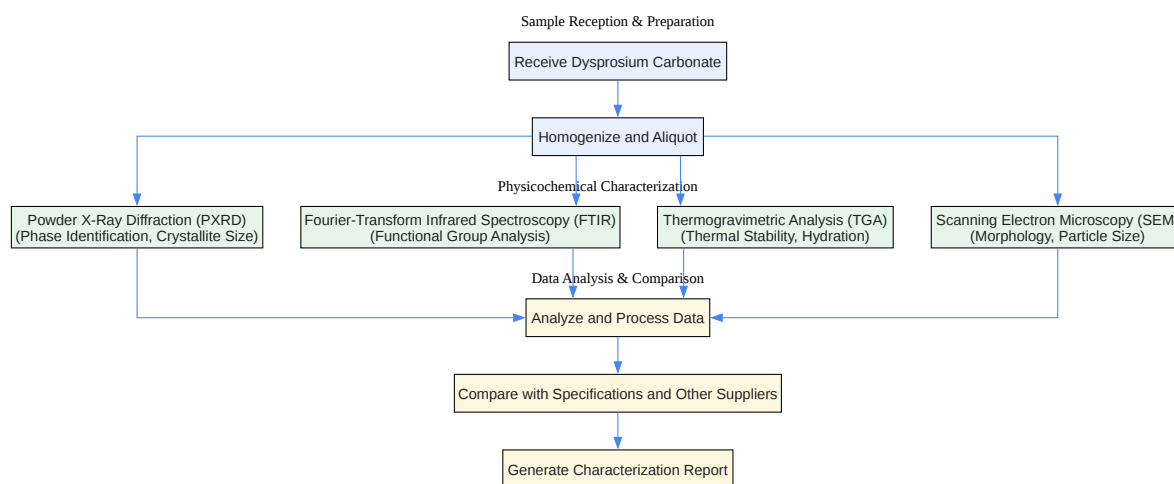 Sample Reception & Preparation
Receive Dysprosium Carbonate
Homogenize and Aliquot
Physicochemical Characterization
Powder X-Ray Diffraction (PXRD)
(Phase Identification, Crystallite Size)
Fourier-Transform Infrared Spectroscopy (FTIR)
(Functional Group Analysis)
Thermogravimetric Analysis (TGA)
(Thermal Stability, Hydration)
Scanning Electron Microscopy (SEM
(Morphology, Particle Size)
Data Analysis & Comparison
Analyze and Process Data
Compare with Specifications and Other Suppliers
Generate Characterization Report